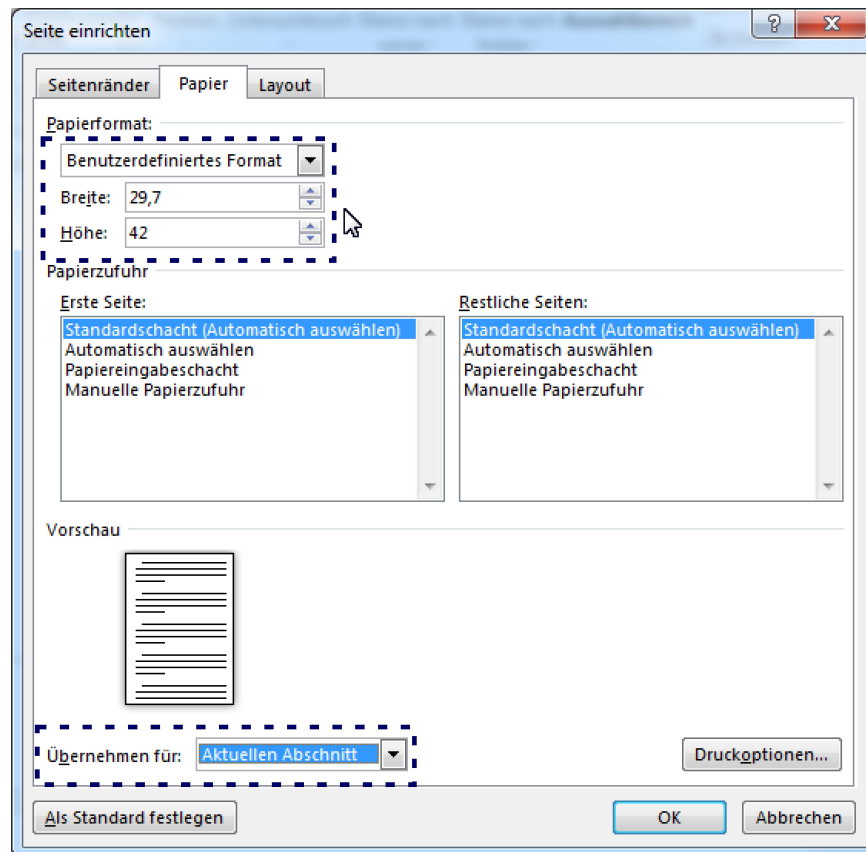 Seite einrichten
?
Seitenränder Papier Layout
Papierformat:
Benutzerdefiniertes Format
Breite: 29,7
Höhe: 42
Papierzufuhr
Erste Seite: Restliche Seiten:
Standardschacht (Automatisch auswählen) Standardschacht (Automatisch auswählen)
Automatisch auswählen Automatisch auswählen
Papiereingabeschacht Papiereingabeschacht
Manuelle Papierzufuhr Manuelle Papierzufuhr
Vorschau
Übernehmen für: Aktuellen Abschnitt Druckoptionen...
Als Standard festlegen OK Abbrechen